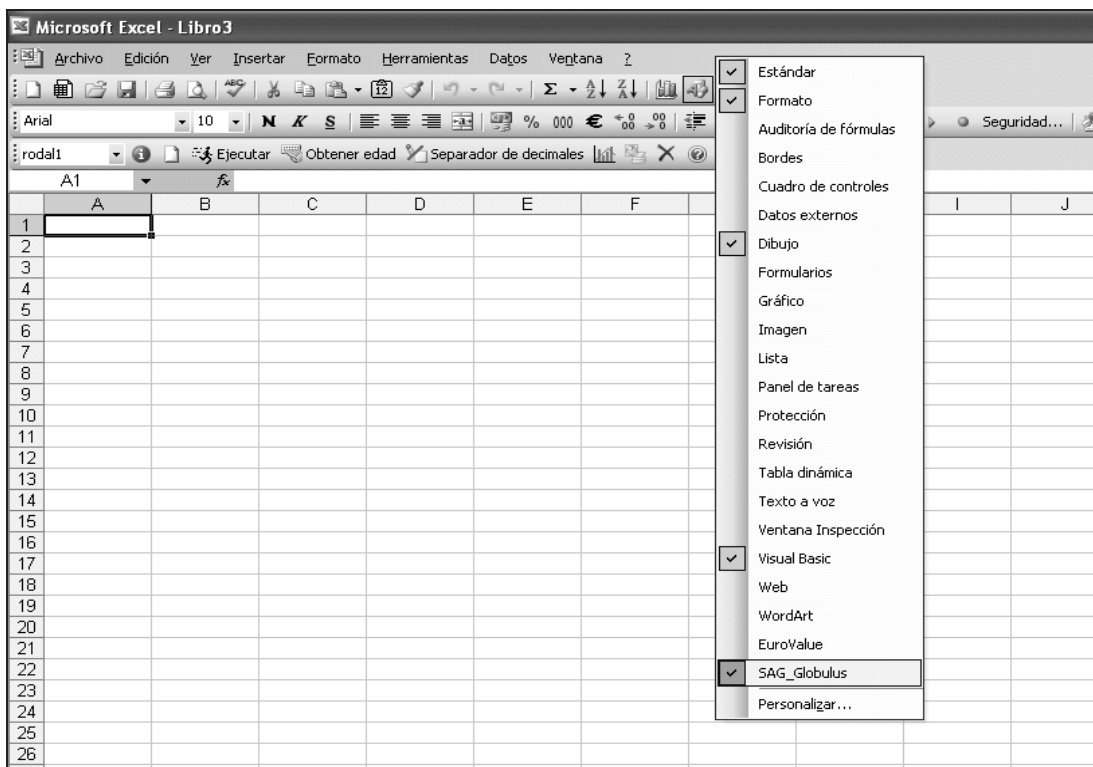 Microsoft Excel - Libro3
Archivo Edición Ver Insertar Formato Herramientas Datos Ventana ?
Arial 10 N K S % 000 € Seguridad...
rodal1 Ejecutar Obtener edad Separador de decimales
A1 fx
A B C D E F I J
1
2
3
4
5
6
7
8
9
10
11
12
13
14
15
16
17
18
19
20
21
22
23
24
25
26
Estándar
Formato
Auditoría de fórmulas
Bordes
Cuadro de controles
Datos externos
Dibujo
Formularios
Gráfico
Imagen
Lista
Panel de tareas
Protección
Revisión
Tabla dinámica
Texto a voz
Ventana Inspección
Visual Basic
Web
WordArt
EuroValue
SAG_Globulus
Personalizar...